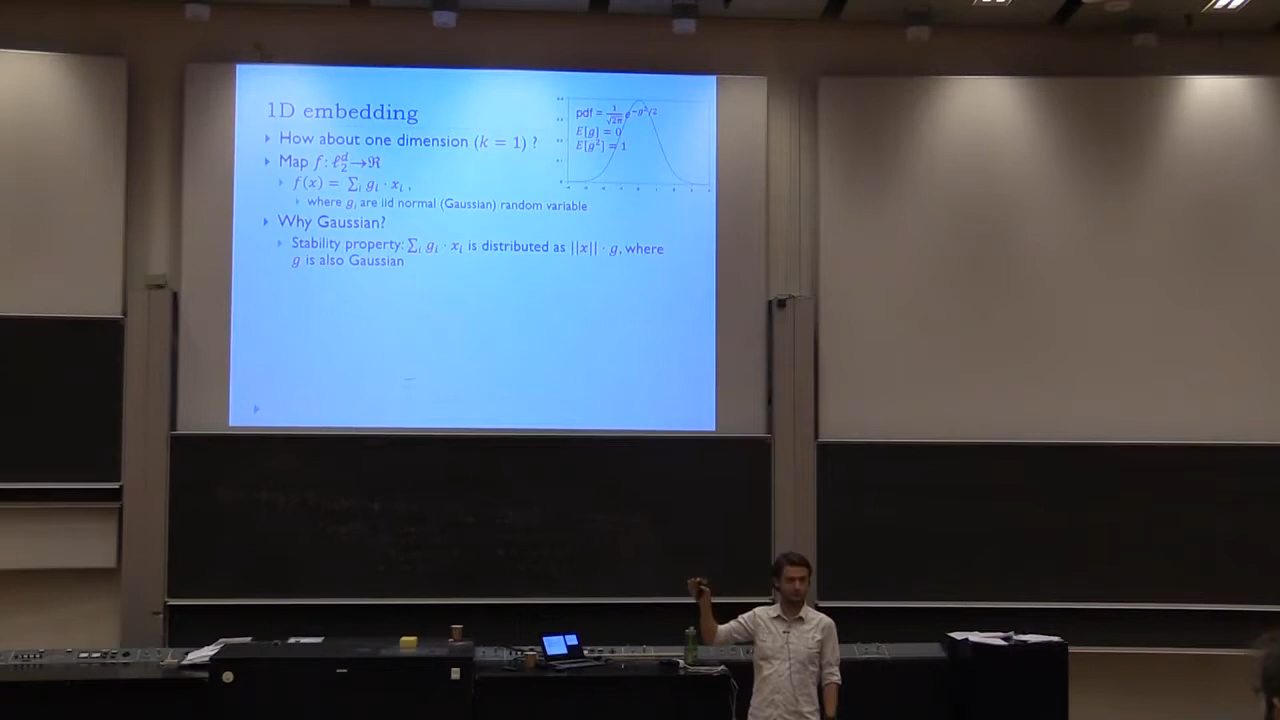 1D embedding
How about one dimension (k = 1) ?
Map f: ℓ₂ᵈ→ℜ
f(x) = ∑ᵢ gᵢ · xᵢ ,
where gᵢ are iid normal (Gaussian) random variable
Why Gaussian?
Stability property: ∑ᵢ gᵢ · xᵢ is distributed as ||x|| · g, where
g is also Gaussian
pdf = 1/√2π e^−g²/2
E[g] = 0
E[g²] = 1